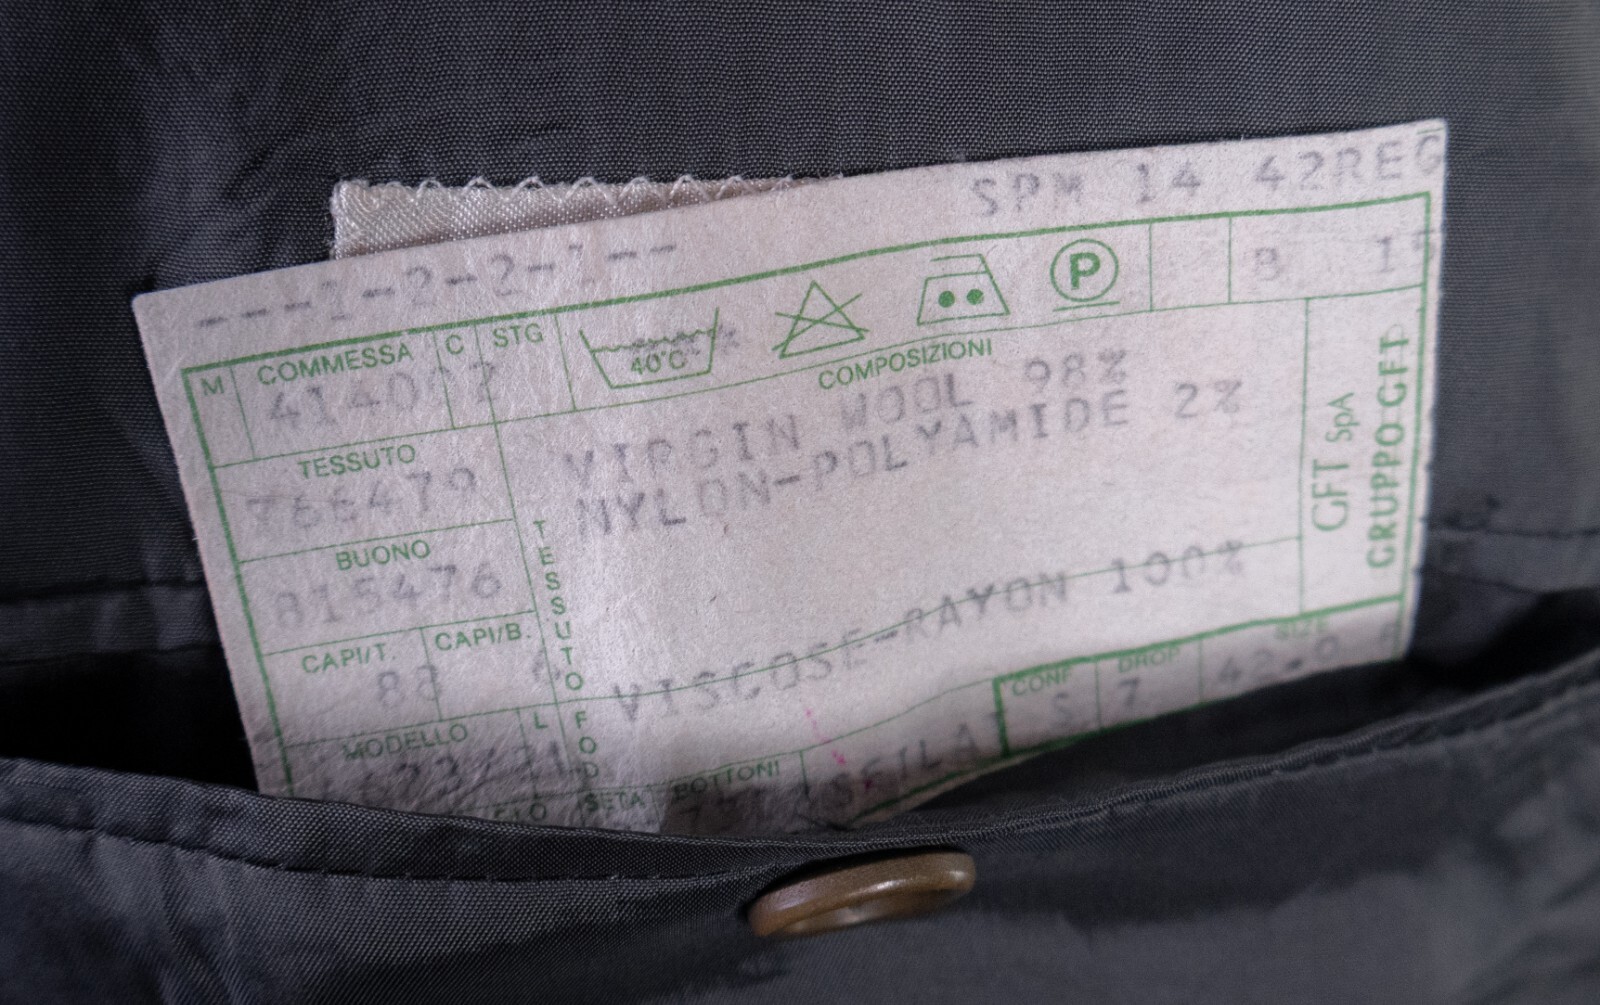 SPM 14 42REG
---1-2-2-1--
M COMMESSA C STG
40°C
P
B
COMPOSIZIONI
VIRGIN WOOL 98%
NYLON-POLYAMIDE 2%
TESSUTO
766479
BUONO
815476
CAPI/T. CAPI/B.
88
TESSUTO
VISCOSE-RAYON 100%
FOD
GFT SpA
GRUPPO GFT
MODELLO L
CONF DROP SIZE
S 7
SETA BOTTONI